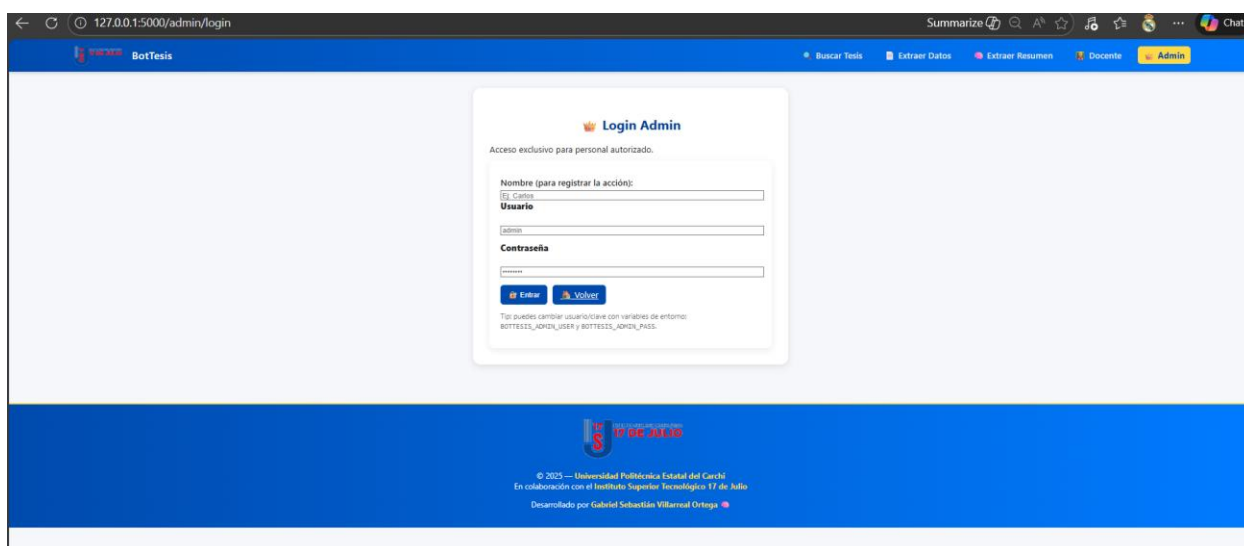 127.0.0.1:5000/admin/login
Summarize
Chat
BotTesis
Buscar Tesis
Extraer Datos
Extraer Resumen
Docente
Admin
Login Admin
Acceso exclusivo para personal autorizado.
Nombre (para registrar la acción):
Ej. Carlos
Usuario
admin
Contraseña
••••••••
Entrar
Volver
Tip: puedes cambiar usuario/clave con variables de entorno:
BOTTESIS_ADMIN_USER y BOTTESIS_ADMIN_PASS.
17 DE JULIO
© 2025 — Universidad Politécnica Estatal del Carchi
En colaboración con el Instituto Superior Tecnológico 17 de Julio
Desarrollado por Gabriel Sebastián Villarreal Ortega